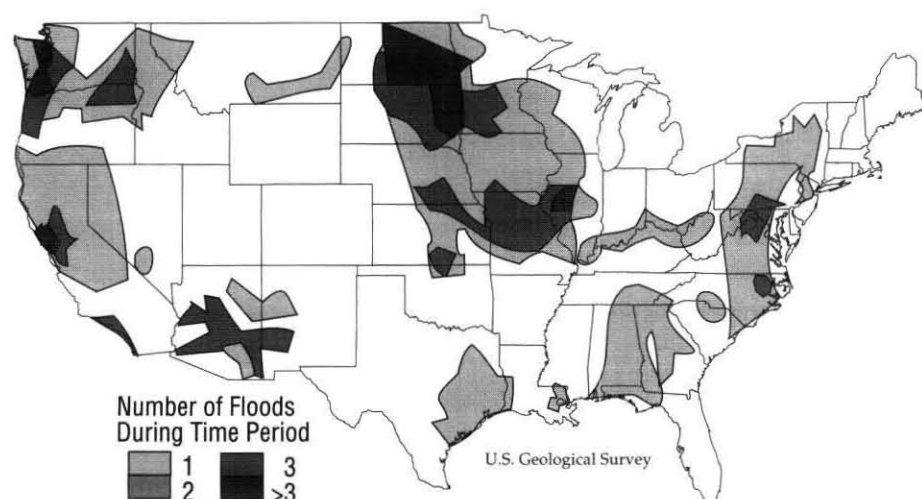 Number of Floods
During Time Period
1 3
2 >3
U.S. Geological Survey